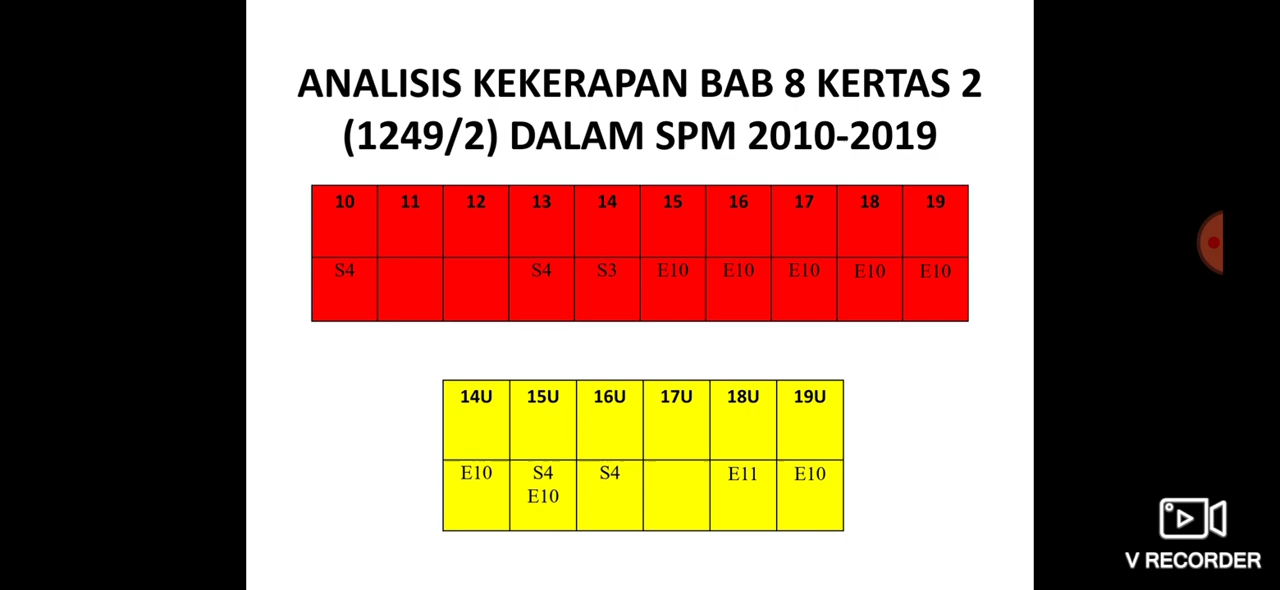 ANALISIS KEKERAPAN BAB 8 KERTAS 2
(1249/2) DALAM SPM 2010-2019
10 11 12 13 14 15 16 17 18 19
S4 S4 S3 E10 E10 E10 E10 E10
14U 15U 16U 17U 18U 19U
E10 S4 S4 E11 E10
E10
V RECORDER